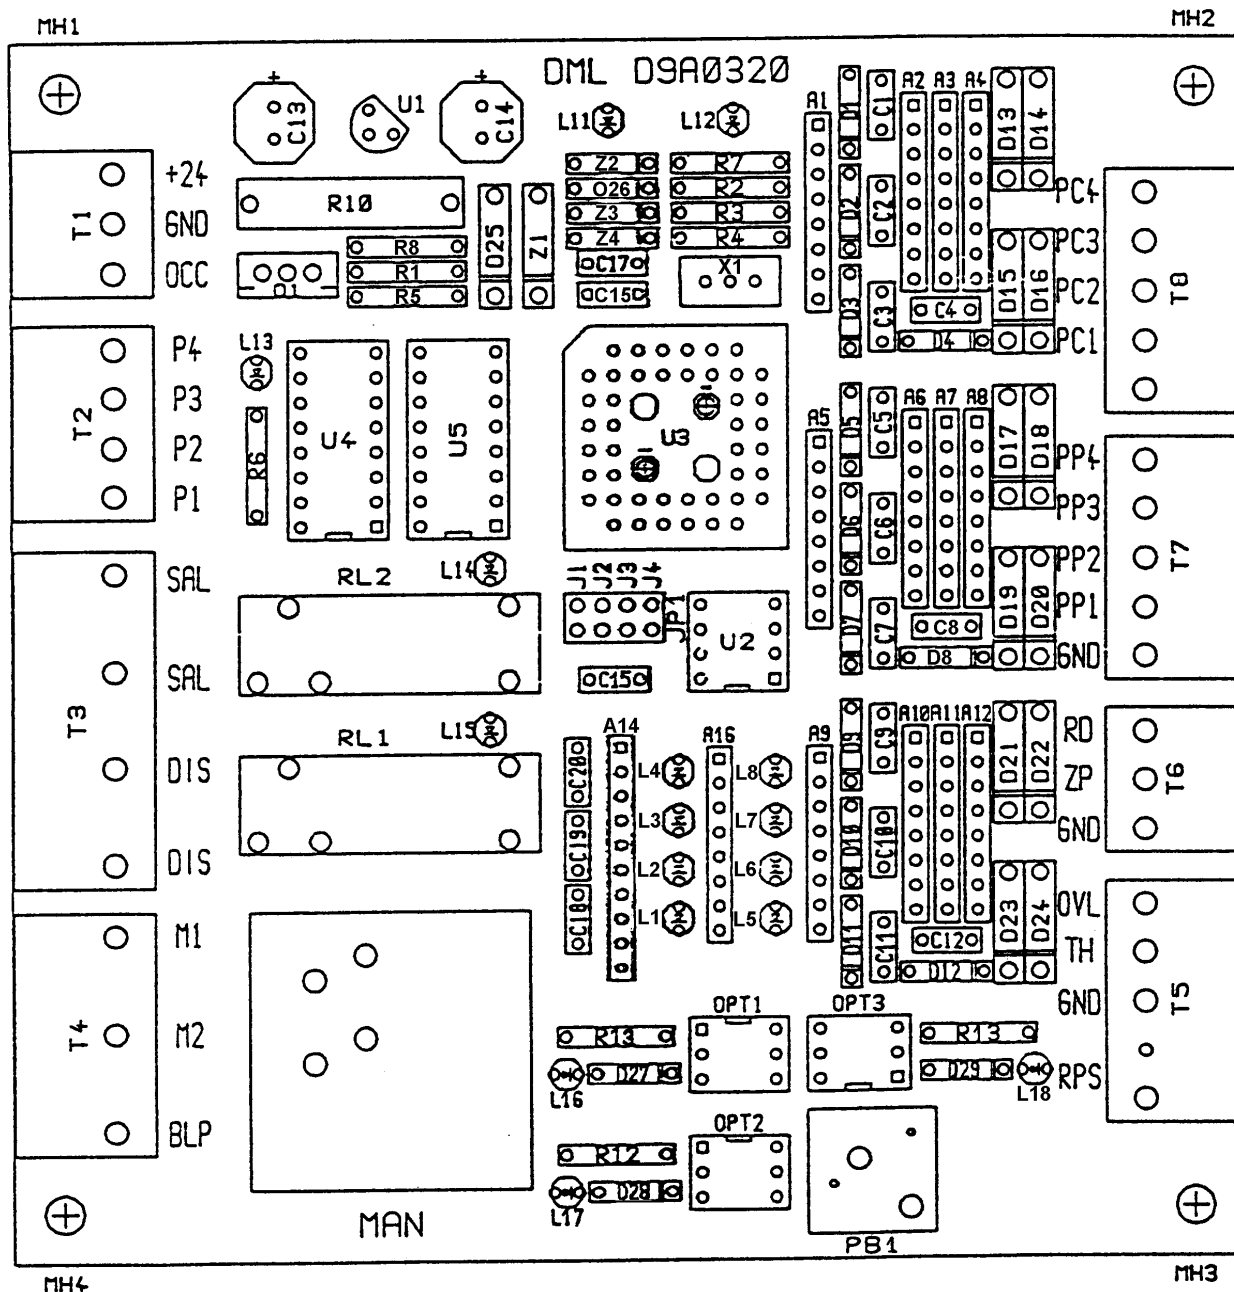 MH1
MH2
DML D9A0320
C13
U1
C14
L11
L12
A1
D1
C1
A2 A3 A4
D13
D14
T1
+24
GND
OCC
R10
D25
Z1
Z2
R7
O26
R2
Z3
R3
Z4
R4
R8
R1
R5
C17
C15
X1
D2
C2
D3
C3
C4
D4
D15
D16
PC4
PC3
PC2
PC1
T8
T2
P4
P3
P2
P1
L13
R6
U4
U5
U3
A5
D5
C5
A6 A7 A8
D17
D18
D6
C6
D7
C7
C8
D8
D19
D20
PP4
PP3
PP2
PP1
GND
T7
T3
SAL
SAL
DIS
DIS
RL2
L14
J1
J2
J3
J4
JP1
U2
C15
RL1
L15
A14
A16
A9
C20
C19
C18
L4
L3
L2
L1
L8
L7
L6
L5
D9
C9
A10 A11 A12
D21
D22
D10
C10
D11
C11
C12
D12
D23
D24
RD
ZP
GND
T6
OVL
TH
GND
RPS
T5
T4
M1
M2
BLP
MAN
OPT1
OPT3
R13
D27
L16
R13
D29
L18
OPT2
R12
D28
L17
PB1
MH4
MH3